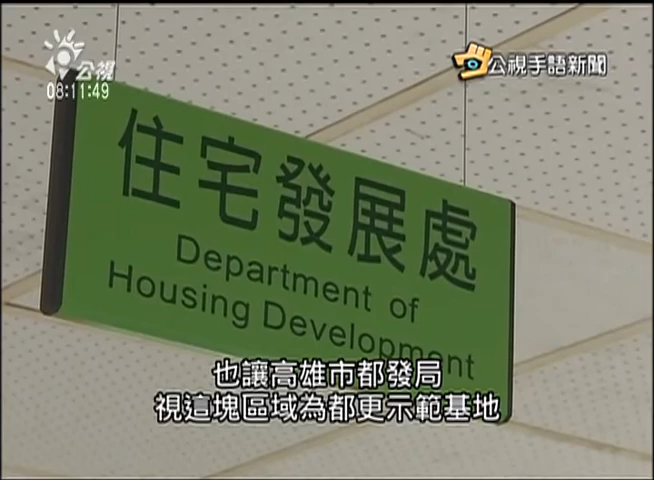 公視
08:11:49
公視手語新聞
住宅發展處
Department of
Housing Development
也讓高雄市都發局
視這塊區域為都更示範基地